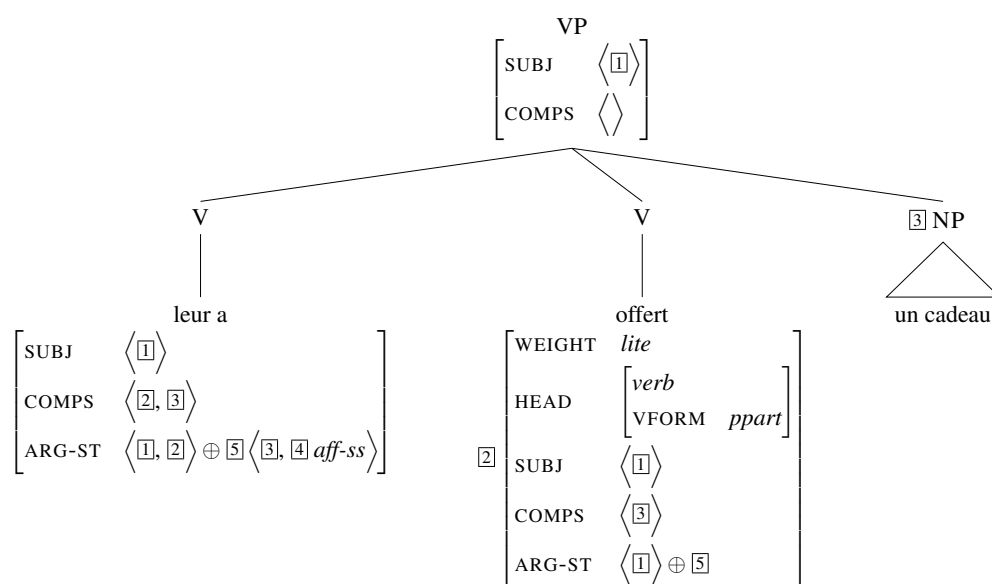 VP
SUBJ ⟨[1]⟩
COMPS ⟨⟩
V V [3] NP
leur a offert un cadeau
SUBJ ⟨[1]⟩
COMPS ⟨[2], [3]⟩
ARG-ST ⟨[1], [2]⟩ ⊕ [5] ⟨[3], [4] aff-ss⟩
[2]
WEIGHT lite
HEAD [verb
VFORM ppart]
SUBJ ⟨[1]⟩
COMPS ⟨[3]⟩
ARG-ST ⟨[1]⟩ ⊕ [5]